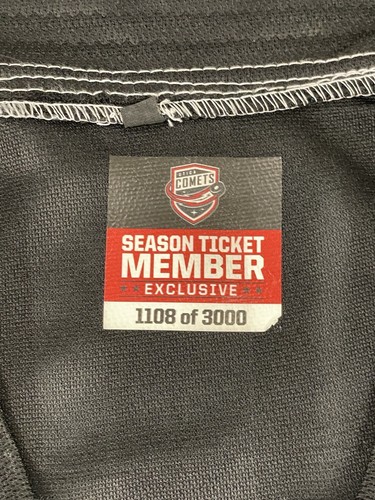 UTICA
COMETS
SEASON TICKET
MEMBER
EXCLUSIVE
1108 of 3000